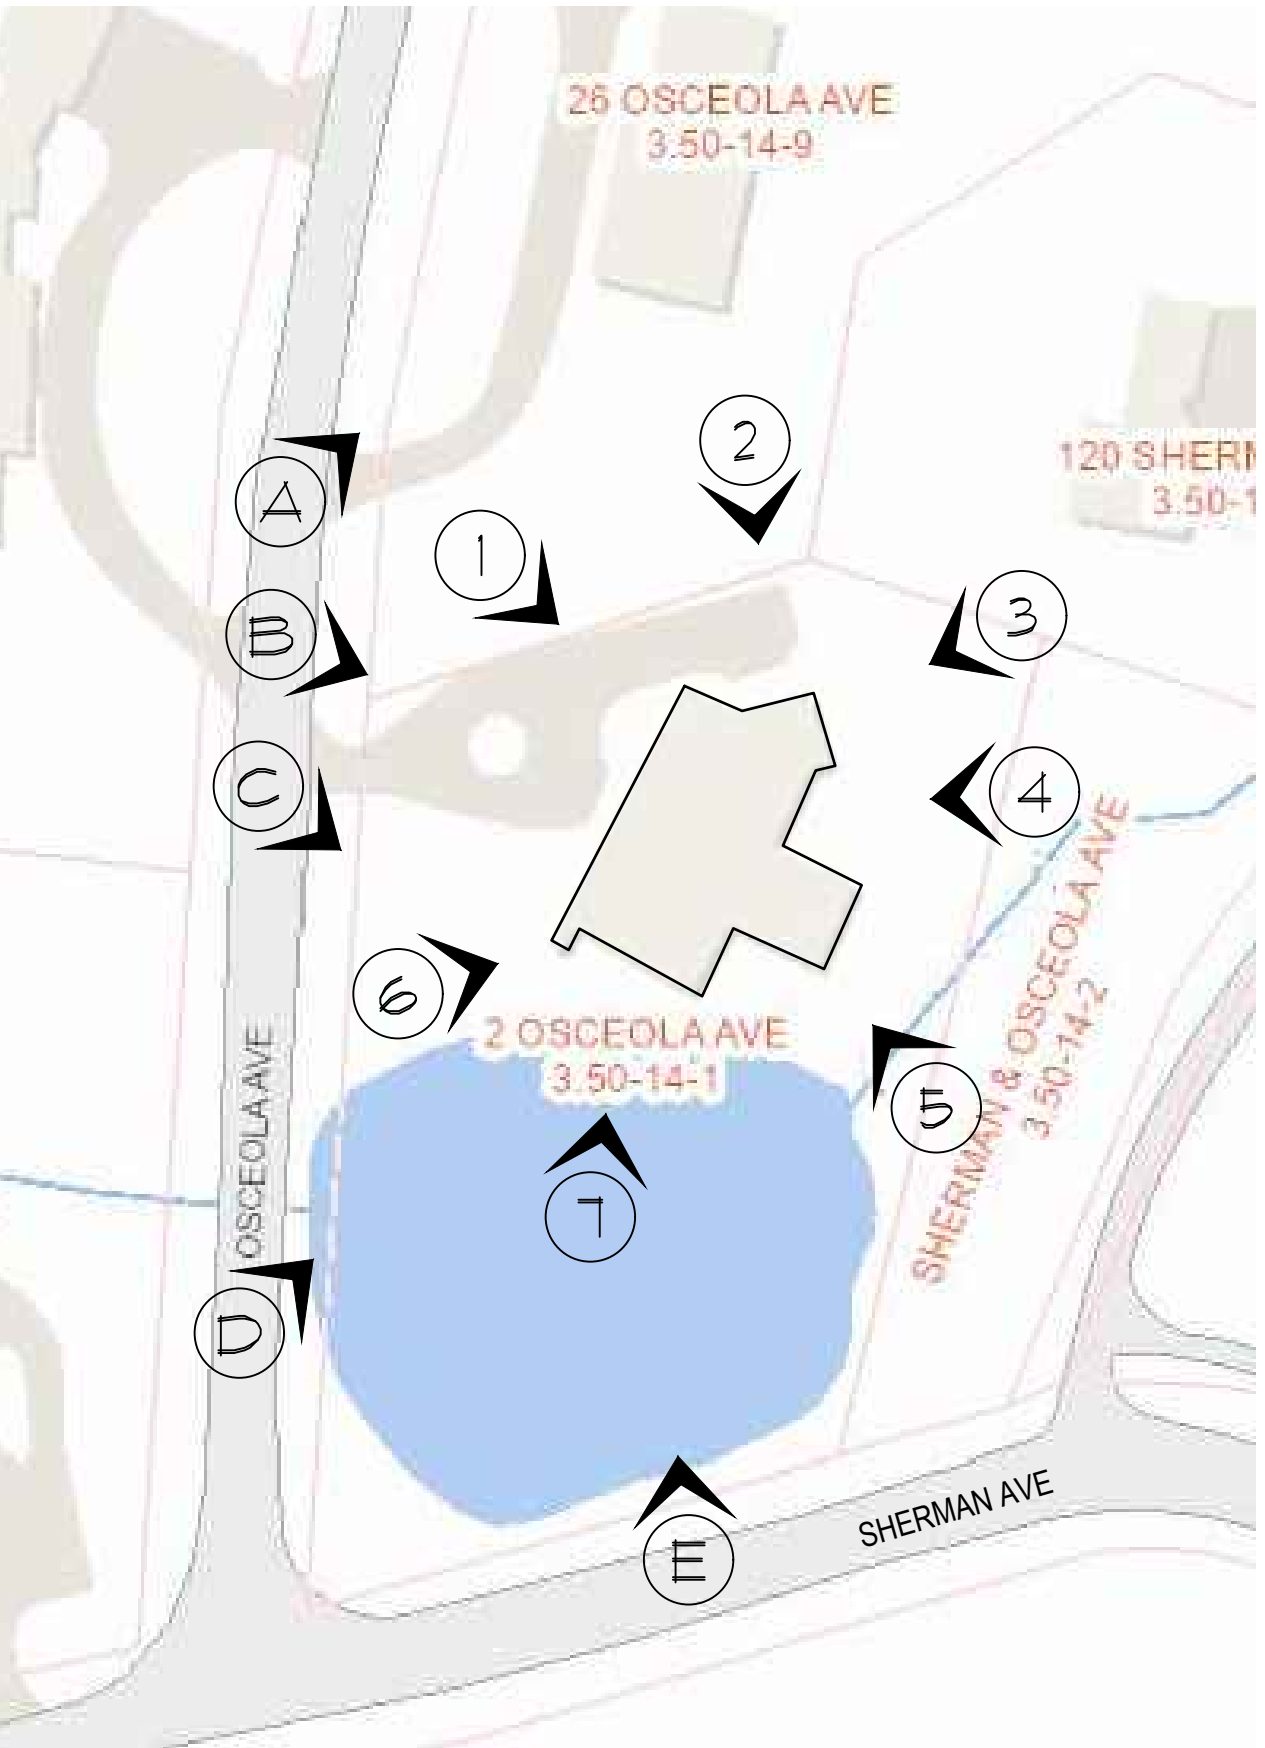 26 OSCEOLA AVE
3.50-14-9
2
120 SHERM
3.50-1
A
1
3
B
4
C
SHERMAN & OSCEOLA AVE
3.50-14-2
6
2 OSCEOLA AVE
3.50-14-1
5
OSCEOLA AVE
7
D
SHERMAN AVE
E